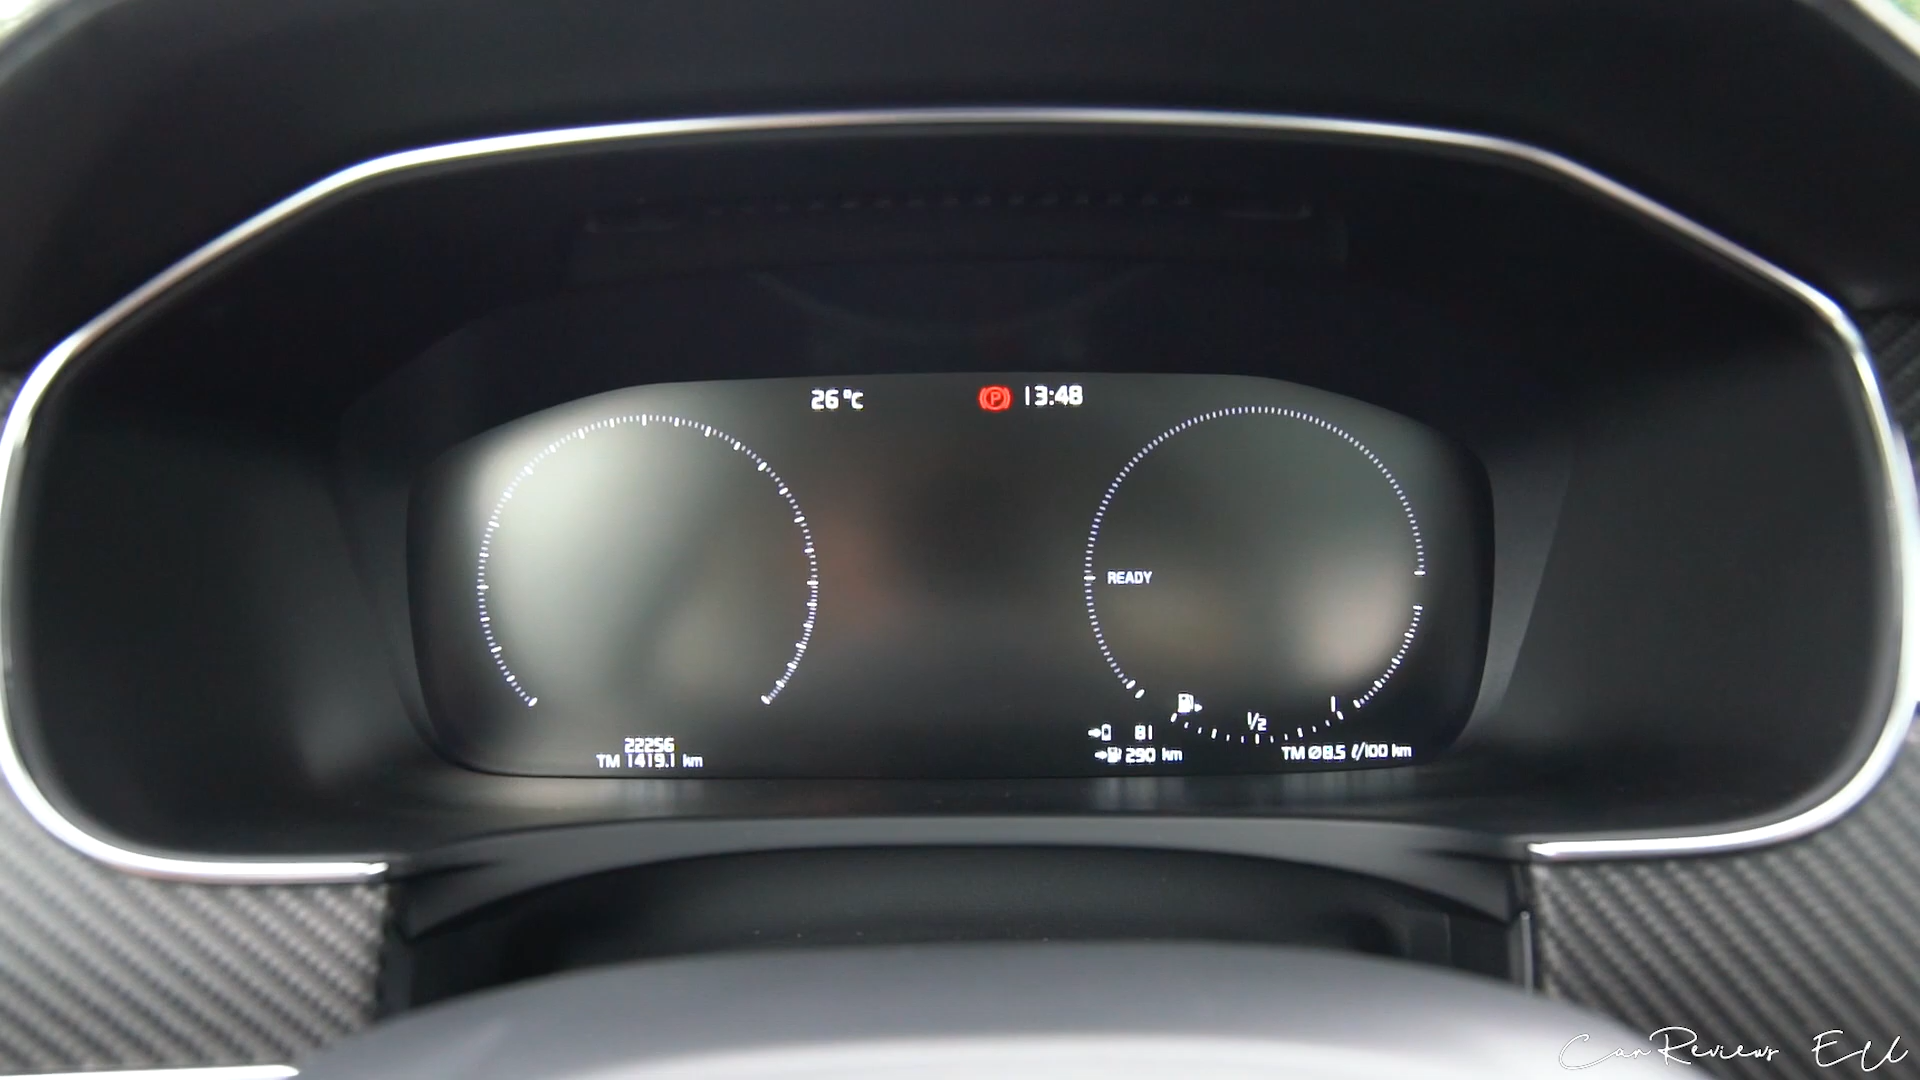 26 °C
P 13:48
READY
1/2
1
22256
TM 1419.1 km
81
290 km
TM Ø8.5 ℓ/100 km
CarReviews EU